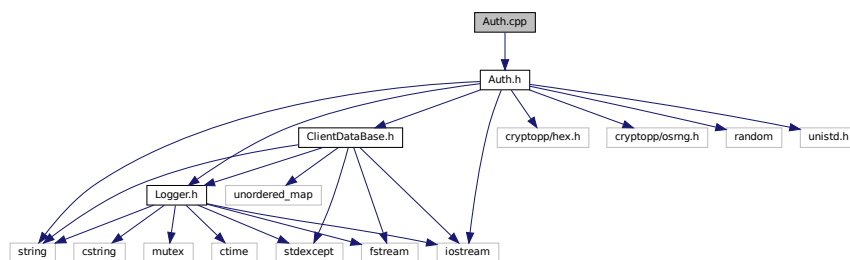 Auth.cpp
Auth.h
ClientDataBase.h
cryptopp/hex.h
cryptopp/osrng.h
random
unistd.h
Logger.h
unordered_map
string
cstring
mutex
ctime
stdexcept
fstream
iostream